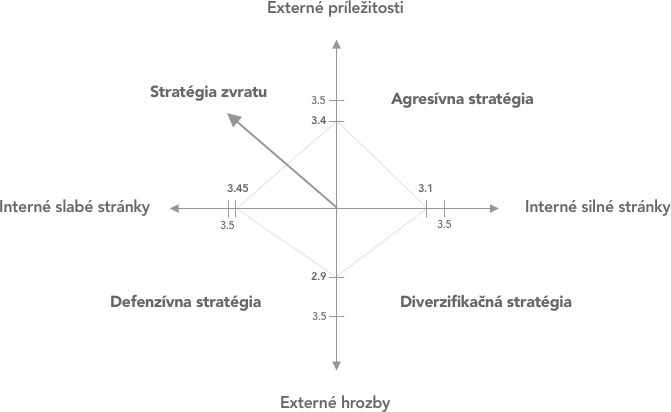 Externé príležitosti
Stratégia zvratu
3.5
Agresívna stratégia
3.4
3.45
3.1
Interné slabé stránky
Interné silné stránky
3.5
3.5
2.9
Defenzívna stratégia
Diverzifikačná stratégia
3.5
Externé hrozby